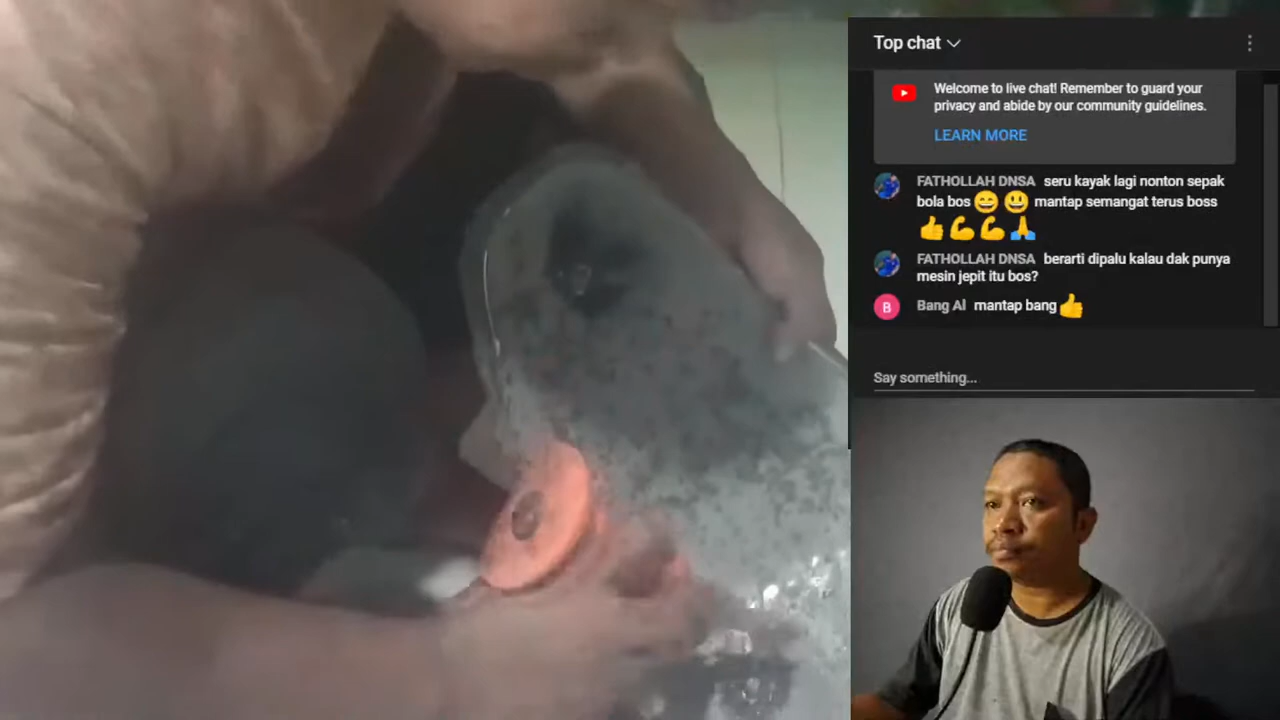 Top chat
Welcome to live chat! Remember to guard your
privacy and abide by our community guidelines.
LEARN MORE
FATHOLLAH DNSA seru kayak lagi nonton sepak
bola bos😄 😃 mantap semangat terus boss
👍💪💪🙏
FATHOLLAH DNSA berarti dipalu kalau dak punya
mesin jepit itu bos?
B Bang Al mantap bang👍
Say something...